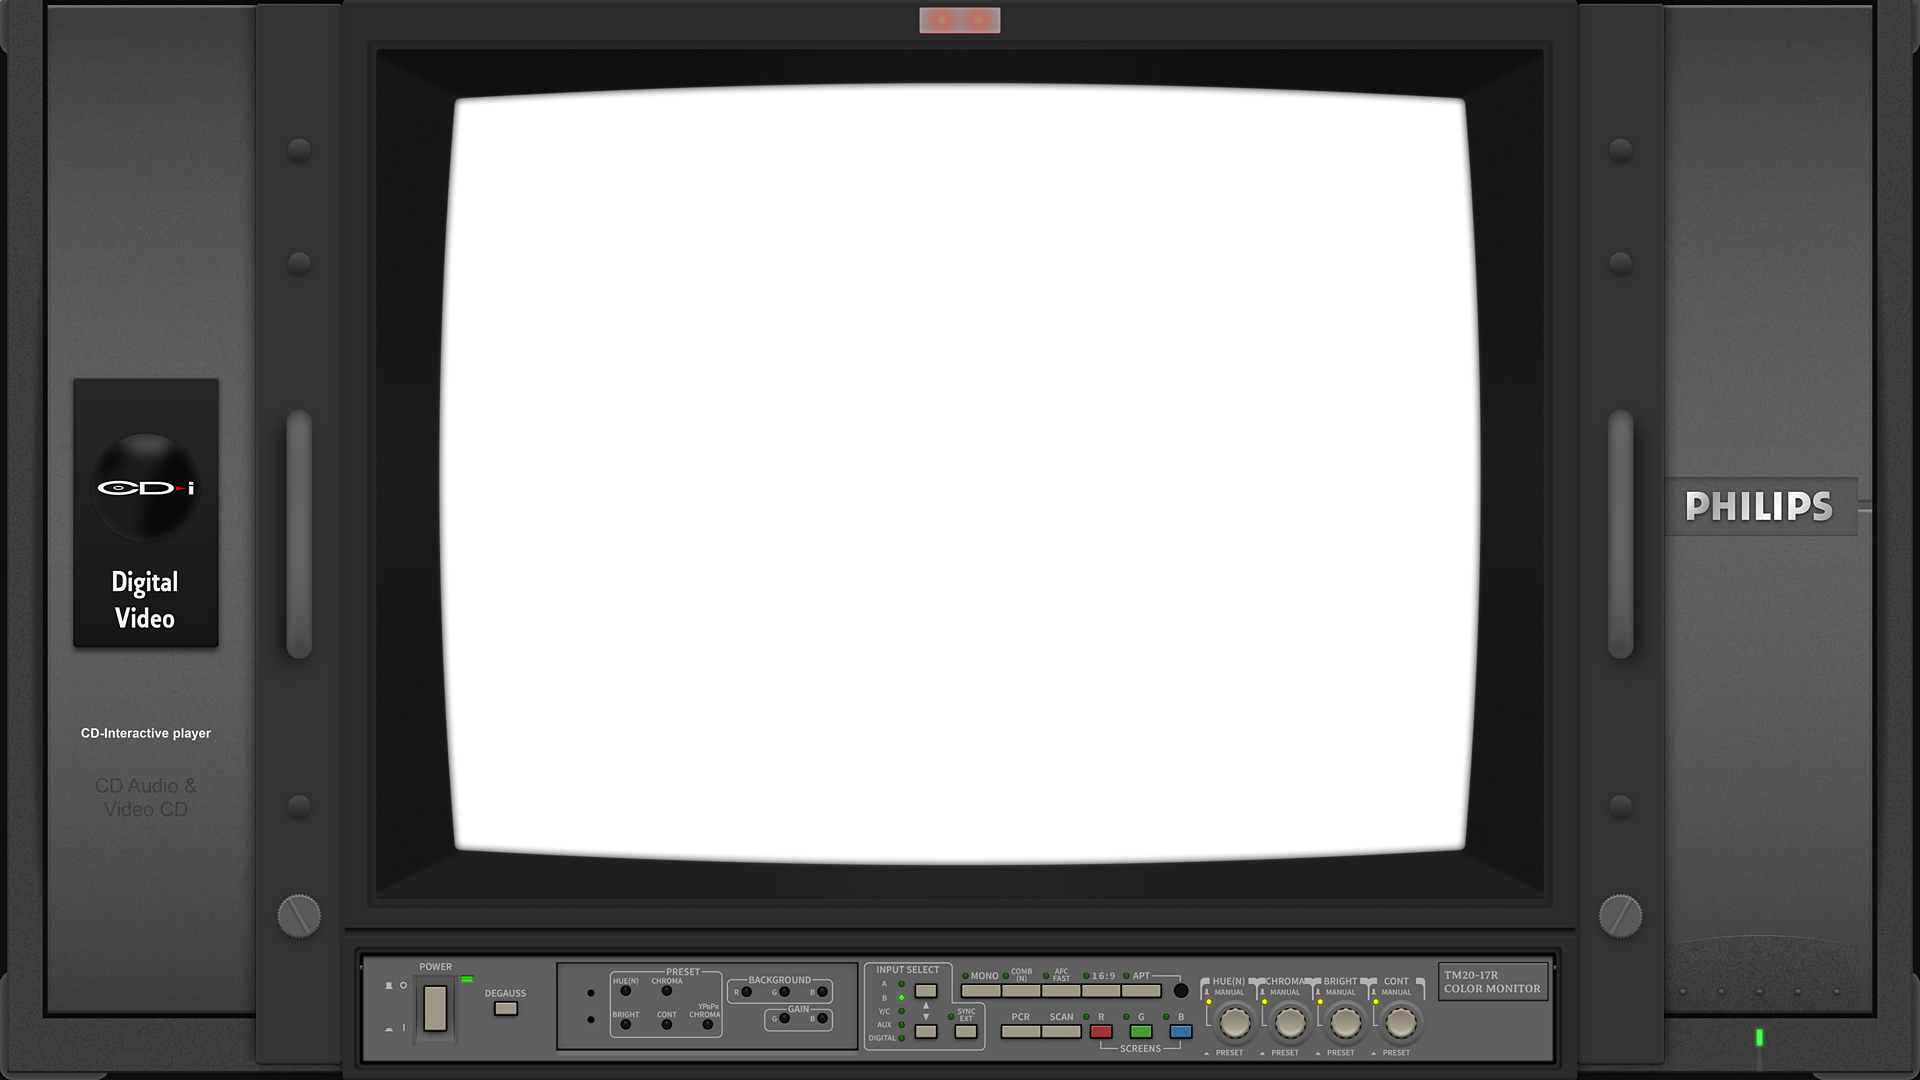 CD-i
Digital
Video
CD-Interactive player
CD Audio &
Video CD
PHILIPS
POWER
DEGAUSS
PRESET
HUE(N) CHROMA
BRIGHT CONT YPBPR
CHROMA
BACKGROUND
R G B
GAIN
G B
INPUT SELECT
A
B
Y/C
AUX
DIGITAL
SYNC
EXT
MONO COMB
(N) AFC
FAST 16:9 APT
PCR SCAN R G B
SCREENS
HUE(N) CHROMA BRIGHT CONT
MANUAL MANUAL MANUAL MANUAL
PRESET PRESET PRESET PRESET
TM20-17R
COLOR MONITOR